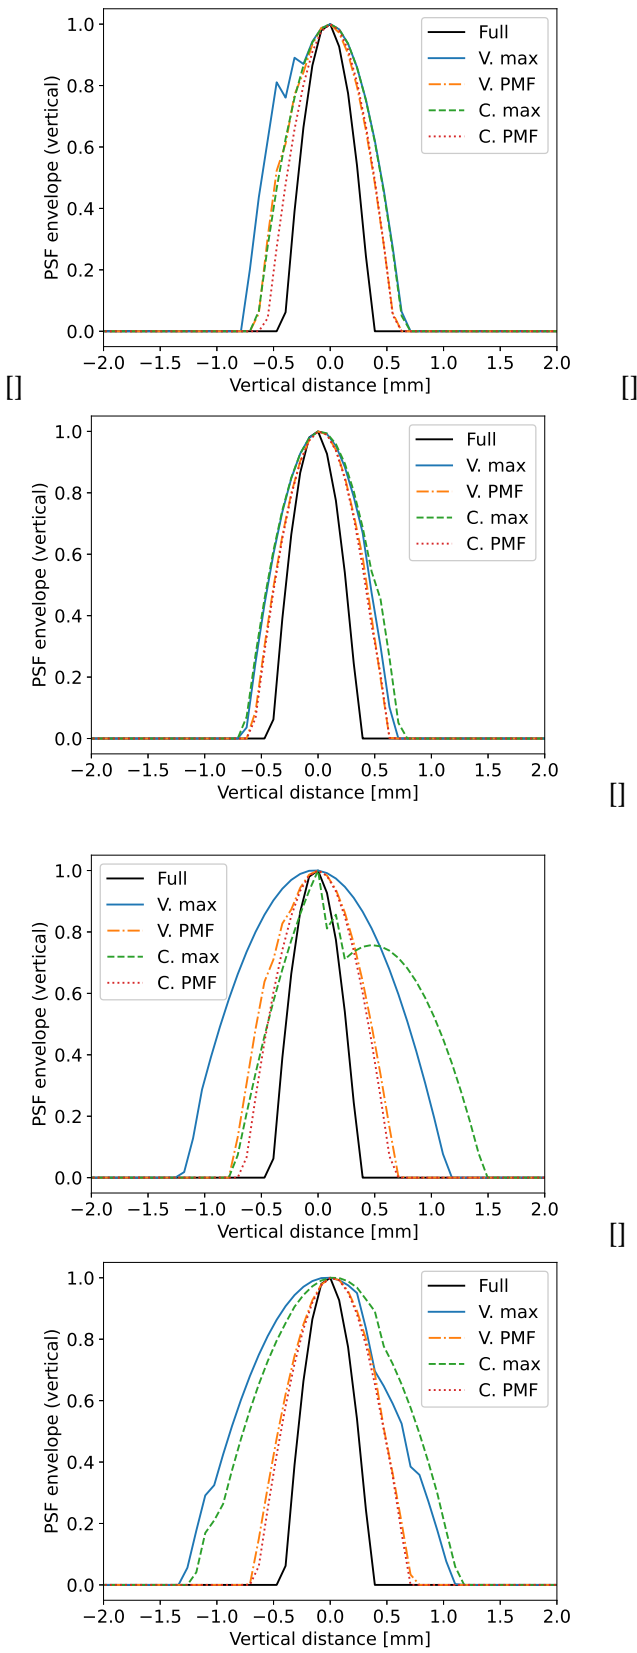 1.0
0.8
0.6
0.4
0.2
0.0
PSF envelope (vertical)
Full
V. max
V. PMF
C. max
C. PMF
−2.0 −1.5 −1.0 −0.5 0.0 0.5 1.0 1.5 2.0
Vertical distance [mm]
[] []
1.0
0.8
0.6
0.4
0.2
0.0
PSF envelope (vertical)
Full
V. max
V. PMF
C. max
C. PMF
−2.0 −1.5 −1.0 −0.5 0.0 0.5 1.0 1.5 2.0
Vertical distance [mm]
[]
1.0
0.8
0.6
0.4
0.2
0.0
PSF envelope (vertical)
Full
V. max
V. PMF
C. max
C. PMF
−2.0 −1.5 −1.0 −0.5 0.0 0.5 1.0 1.5 2.0
Vertical distance [mm]
[]
1.0
0.8
0.6
0.4
0.2
0.0
PSF envelope (vertical)
Full
V. max
V. PMF
C. max
C. PMF
−2.0 −1.5 −1.0 −0.5 0.0 0.5 1.0 1.5 2.0
Vertical distance [mm]